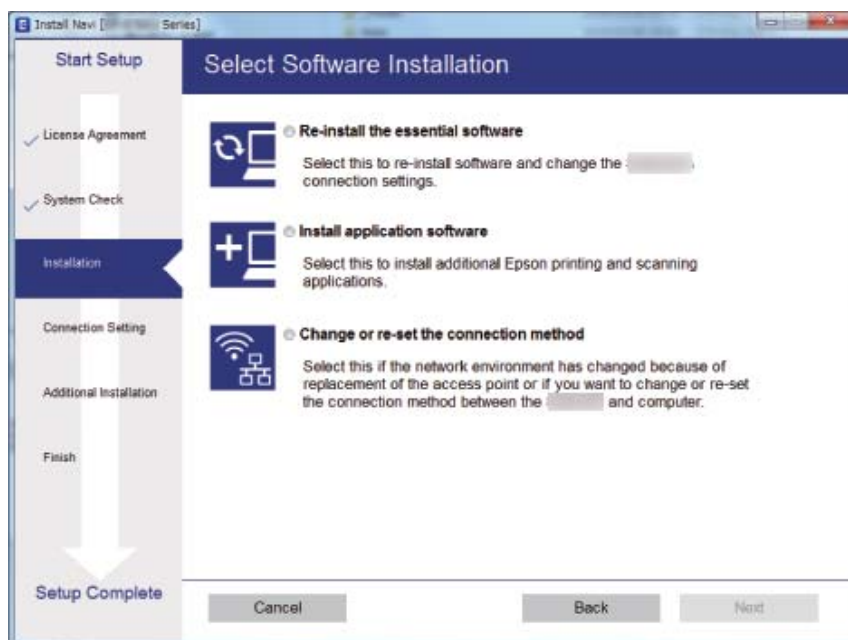 Install Navi [ Series]
Start Setup
Select Software Installation
License Agreement
System Check
Installation
Connection Setting
Additional Installation
Finish
Setup Complete
Re-install the essential software
Select this to re-install software and change the
connection settings.
Install application software
Select this to install additional Epson printing and scanning
applications.
Change or re-set the connection method
Select this if the network environment has changed because of
replacement of the access point or if you want to change or re-set
the connection method between the and computer.
Cancel
Back
Next